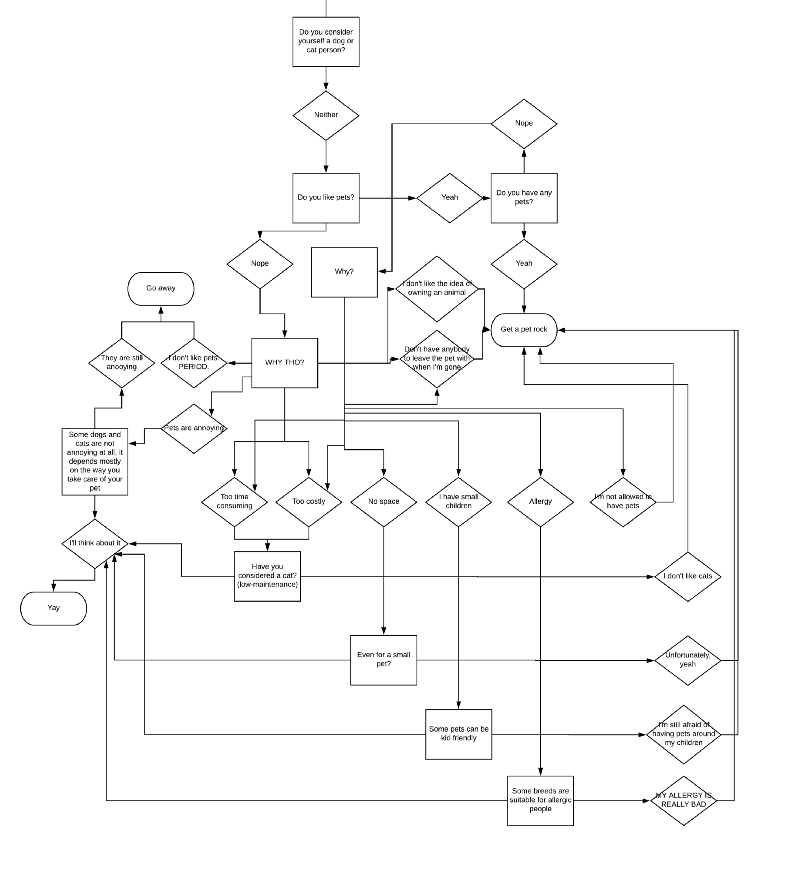 Do you consider
yourself a dog or
cat person?
Neither
Nope
Do you like pets?
Yeah
Do you have any
pets?
Nope
Why?
Yeah
I don't like the idea of
owning an animal
Go away
Get a pet rock
They are still
anooying
I don't like pets.
PERIOD.
WHY THO?
Don't have anybody
to leave the pet with
when I'm gone
Pets are annoying
Some dogs and
cats are not
annoying at all, it
depends mostly
on the way you
take care of your
pet
Too time
consuming
Too costly
No space
I have small
children
Allergy
I'm not allowed to
have pets
I'll think about it
Have you
considered a cat?
(low-maintenance)
I don't like cats
Yay
Even for a small
pet?
Unfortunately,
yeah
Some pets can be
kid friendly
I'm still afraid of
having pets around
my children
Some breeds are
suitable for allergic
people
MY ALLERGY IS
REALLY BAD